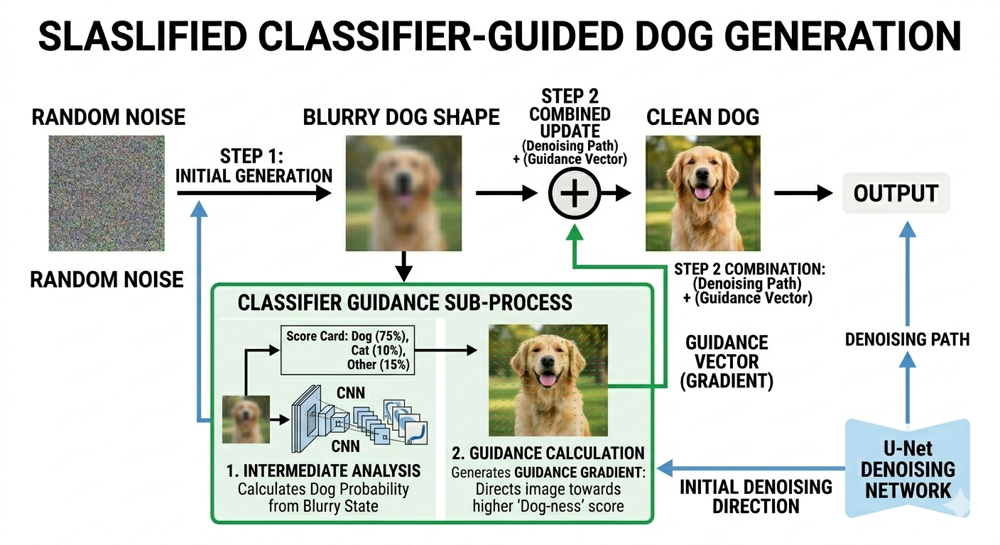 SLASLIFIED CLASSIFIER-GUIDED DOG GENERATION
RANDOM NOISE
STEP 1:
INITIAL GENERATION
BLURRY DOG SHAPE
STEP 2
COMBINED
UPDATE
(Denoising Path)
+ (Guidance Vector)
CLEAN DOG
OUTPUT
RANDOM NOISE
CLASSIFIER GUIDANCE SUB-PROCESS
Score Card: Dog (75%),
Cat (10%),
Other (15%)
CNN
CNN
1. INTERMEDIATE ANALYSIS
Calculates Dog Probability
from Blurry State
2. GUIDANCE CALCULATION
Generates GUIDANCE GRADIENT:
Directs image towards
higher 'Dog-ness' score
STEP 2 COMBINATION:
(Denoising Path)
+ (Guidance Vector)
GUIDANCE
VECTOR
(GRADIENT)
DENOISING PATH
U-Net
DENOISING
NETWORK
INITIAL DENOISING
DIRECTION